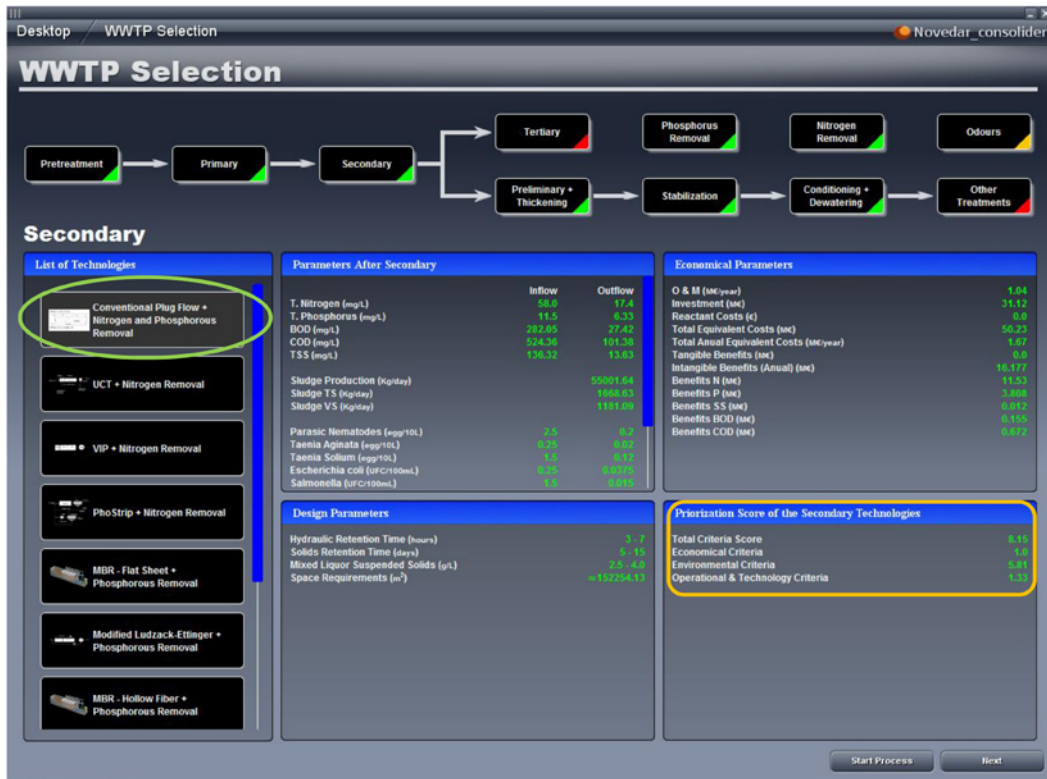 Desktop
WWTP Selection
Novedar_consolider
WWTP Selection
Pretreatment
Primary
Secondary
Tertiary
Phosphorus
Removal
Nitrogen
Removal
Odours
Preliminary +
Thickening
Stabilization
Conditioning +
Dewatering
Other
Treatments
Secondary
List of Technologies
Conventional Plug Flow +
Nitrogen and Phosphorous
Removal
UCT + Nitrogen Removal
VIP + Nitrogen Removal
PhoStrip + Nitrogen Removal
MBR - Flat Sheet +
Phosphorous Removal
Modified Ludzack-Ettinger +
Phosphorous Removal
MBR - Hollow Fiber +
Phosphorous Removal
Parameters After Secondary
Inflow Outflow
T. Nitrogen (mg/L) 58.0 17.4
T. Phosphorus (mg/L) 11.5 6.33
BOD (mg/L) 282.05 27.42
COD (mg/L) 524.36 101.38
TSS (mg/L) 136.32 13.63
Sludge Production (Kg/day) 55001.64
Sludge TS (Kg/day) 1668.63
Sludge VS (Kg/day) 1181.09
Parasic Nematodes (egg/10L) 2.5 0.2
Taenia Aginata (egg/10L) 0.25 0.02
Taenia Solium (egg/10L) 1.5 0.12
Escherichia coli (UFC/100mL) 0.25 0.0375
Salmonella (UFC/100mL) 1.5 0.015
Economical Parameters
O & M (M€/year) 1.04
Investment (M€) 31.12
Reactant Costs (€) 0.0
Total Equivalent Costs (M€) 50.23
Total Anual Equivalent Costs (M€/year) 1.67
Tangible Benefits (M€) 0.0
Intangible Benefits (Annual) (M€) 16.177
Benefits N (M€) 11.53
Benefits P (M€) 3.808
Benefits SS (M€) 0.012
Benefits BOD (M€) 0.155
Benefits COD (M€) 0.672
Design Parameters
Hydraulic Retention Time (hours) 3 - 7
Solids Retention Time (days) 5 - 15
Mixed Liquor Suspended Solids (g/L) 2.5 - 4.0
Space Requirements (m²) ≈152254.13
Priorization Score of the Secondary Technologies
Total Criteria Score 8.15
Economical Criteria 1.0
Environmental Criteria 5.81
Operational & Technology Criteria 1.33
Start Process
Next